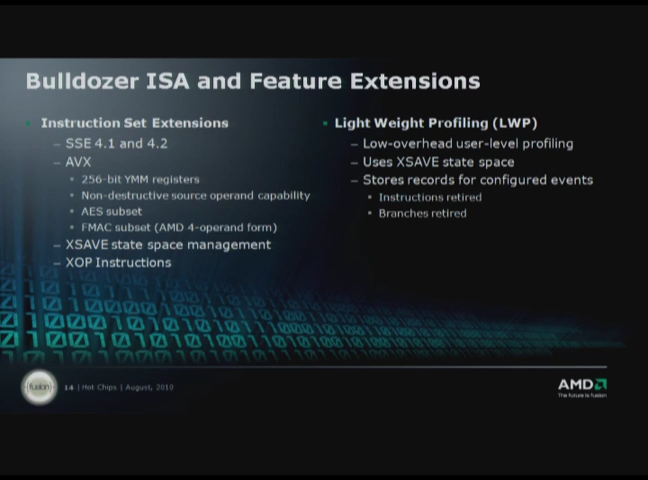 Bulldozer ISA and Feature Extensions
Instruction Set Extensions
– SSE 4.1 and 4.2
– AVX
256-bit YMM registers
Non-destructive source operand capability
AES subset
FMAC subset (AMD 4-operand form)
– XSAVE state space management
– XOP Instructions
Light Weight Profiling (LWP)
– Low-overhead user-level profiling
– Uses XSAVE state space
– Stores records for configured events
Instructions retired
Branches retired
fusion
14 | Hot Chips | August, 2010
AMD
The future is fusion